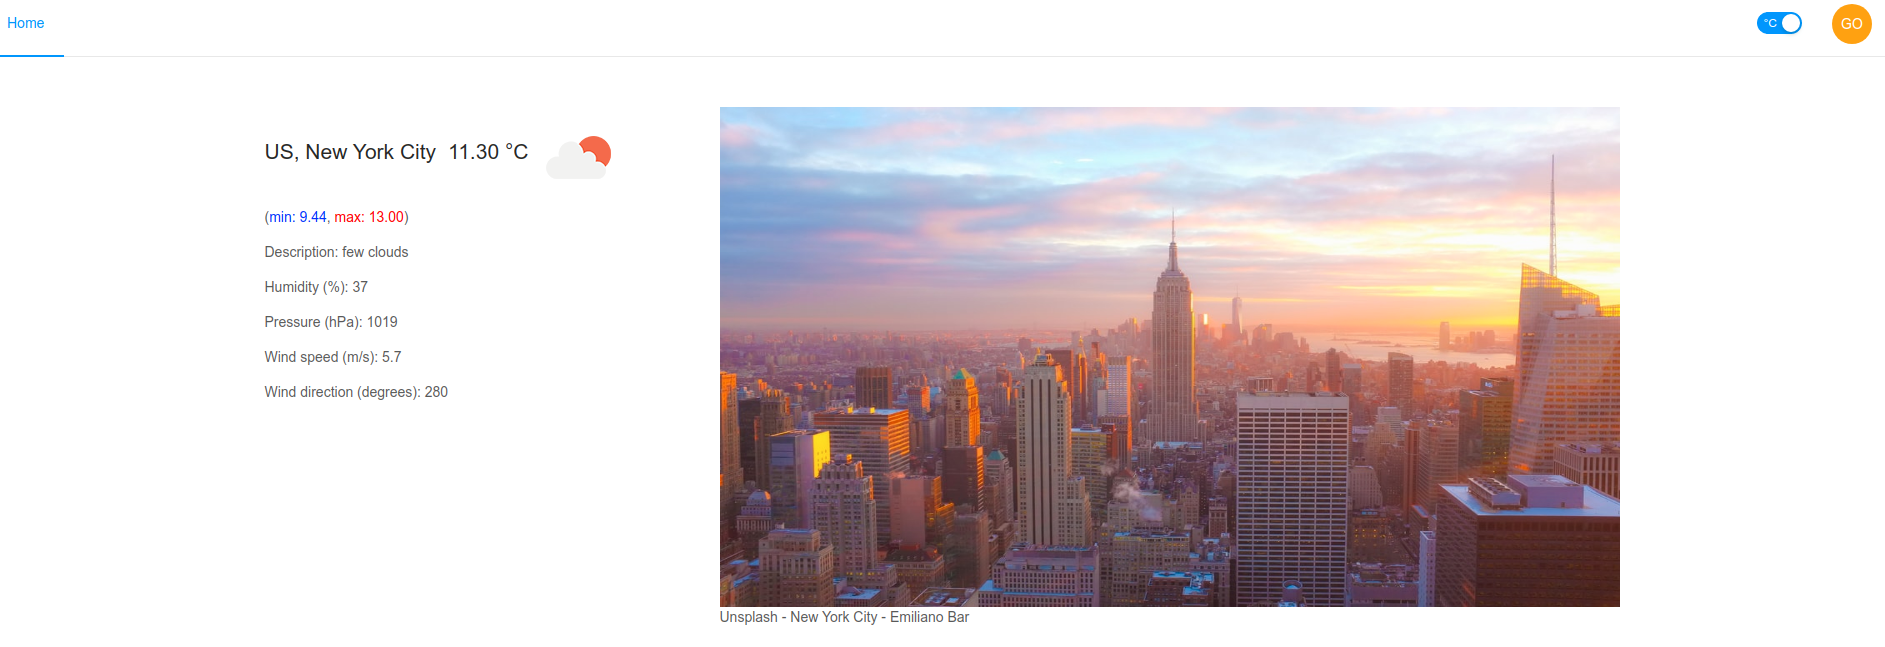 Home
°C
GO
US, New York City 11.30 °C
(min: 9.44, max: 13.00)
Description: few clouds
Humidity (%): 37
Pressure (hPa): 1019
Wind speed (m/s): 5.7
Wind direction (degrees): 280
Unsplash - New York City - Emiliano Bar